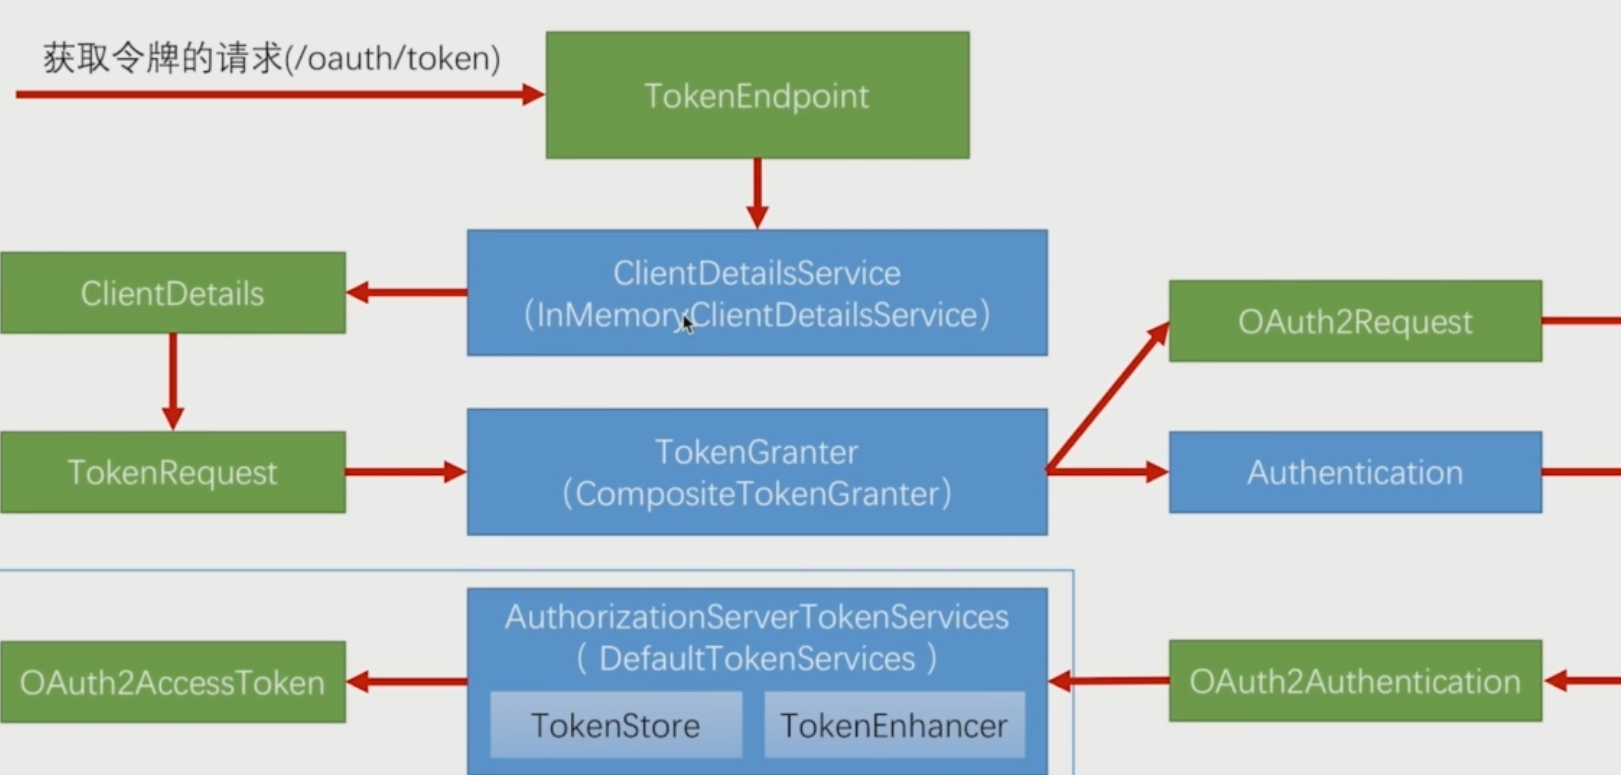 获取令牌的请求(/oauth/token)
TokenEndpoint
ClientDetails
ClientDetailsService
（InMemoryClientDetailsService）
OAuth2Request
TokenRequest
TokenGranter
（CompositeTokenGranter）
Authentication
OAuth2AccessToken
AuthorizationServerTokenServices
（ DefaultTokenServices ）
TokenStore
TokenEnhancer
OAuth2Authentication